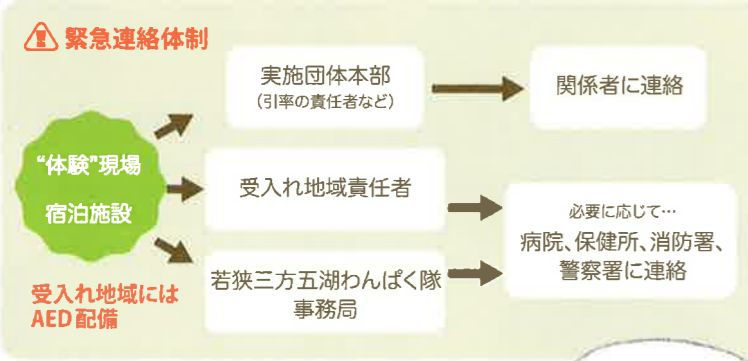 緊急連絡体制
実施団体本部
（引率の責任者など）
関係者に連絡
“体験”現場
宿泊施設
受入れ地域責任者
必要に応じて…
病院、保健所、消防署、
警察署に連絡
若狭三方五湖わんぱく隊
事務局
受入れ地域には
AED配備